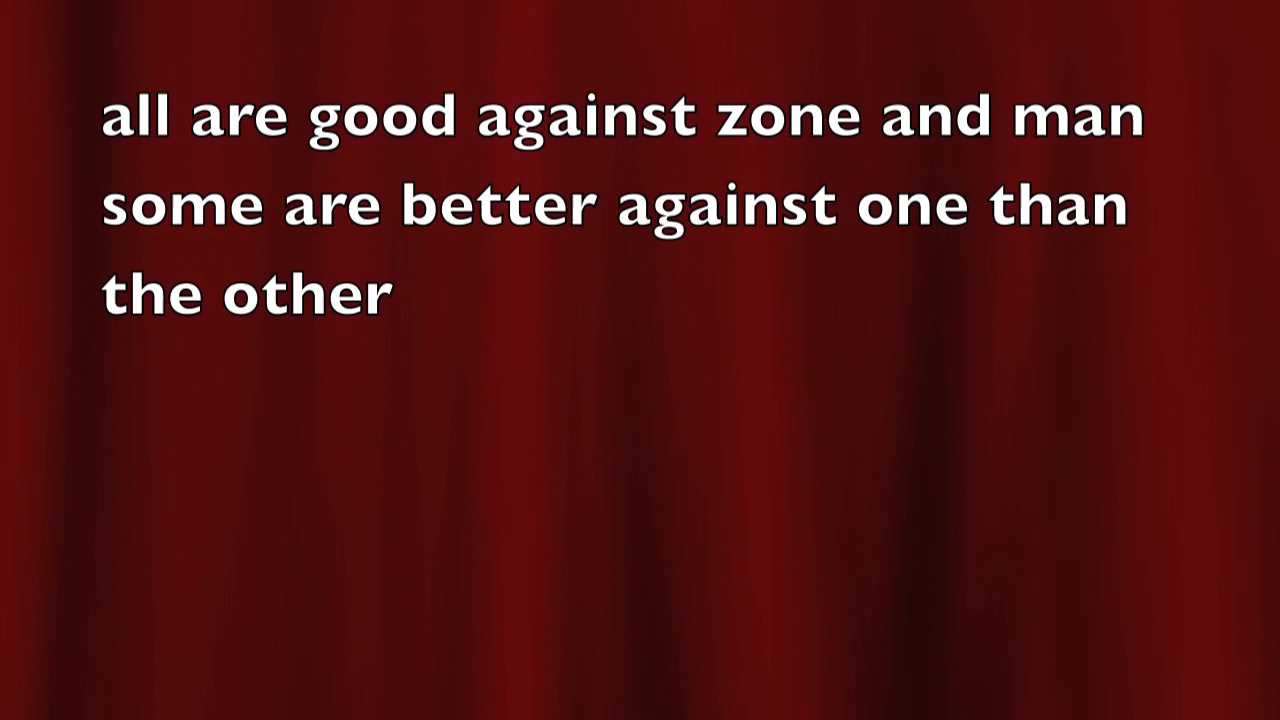 all are good against zone and man
some are better against one than
the other